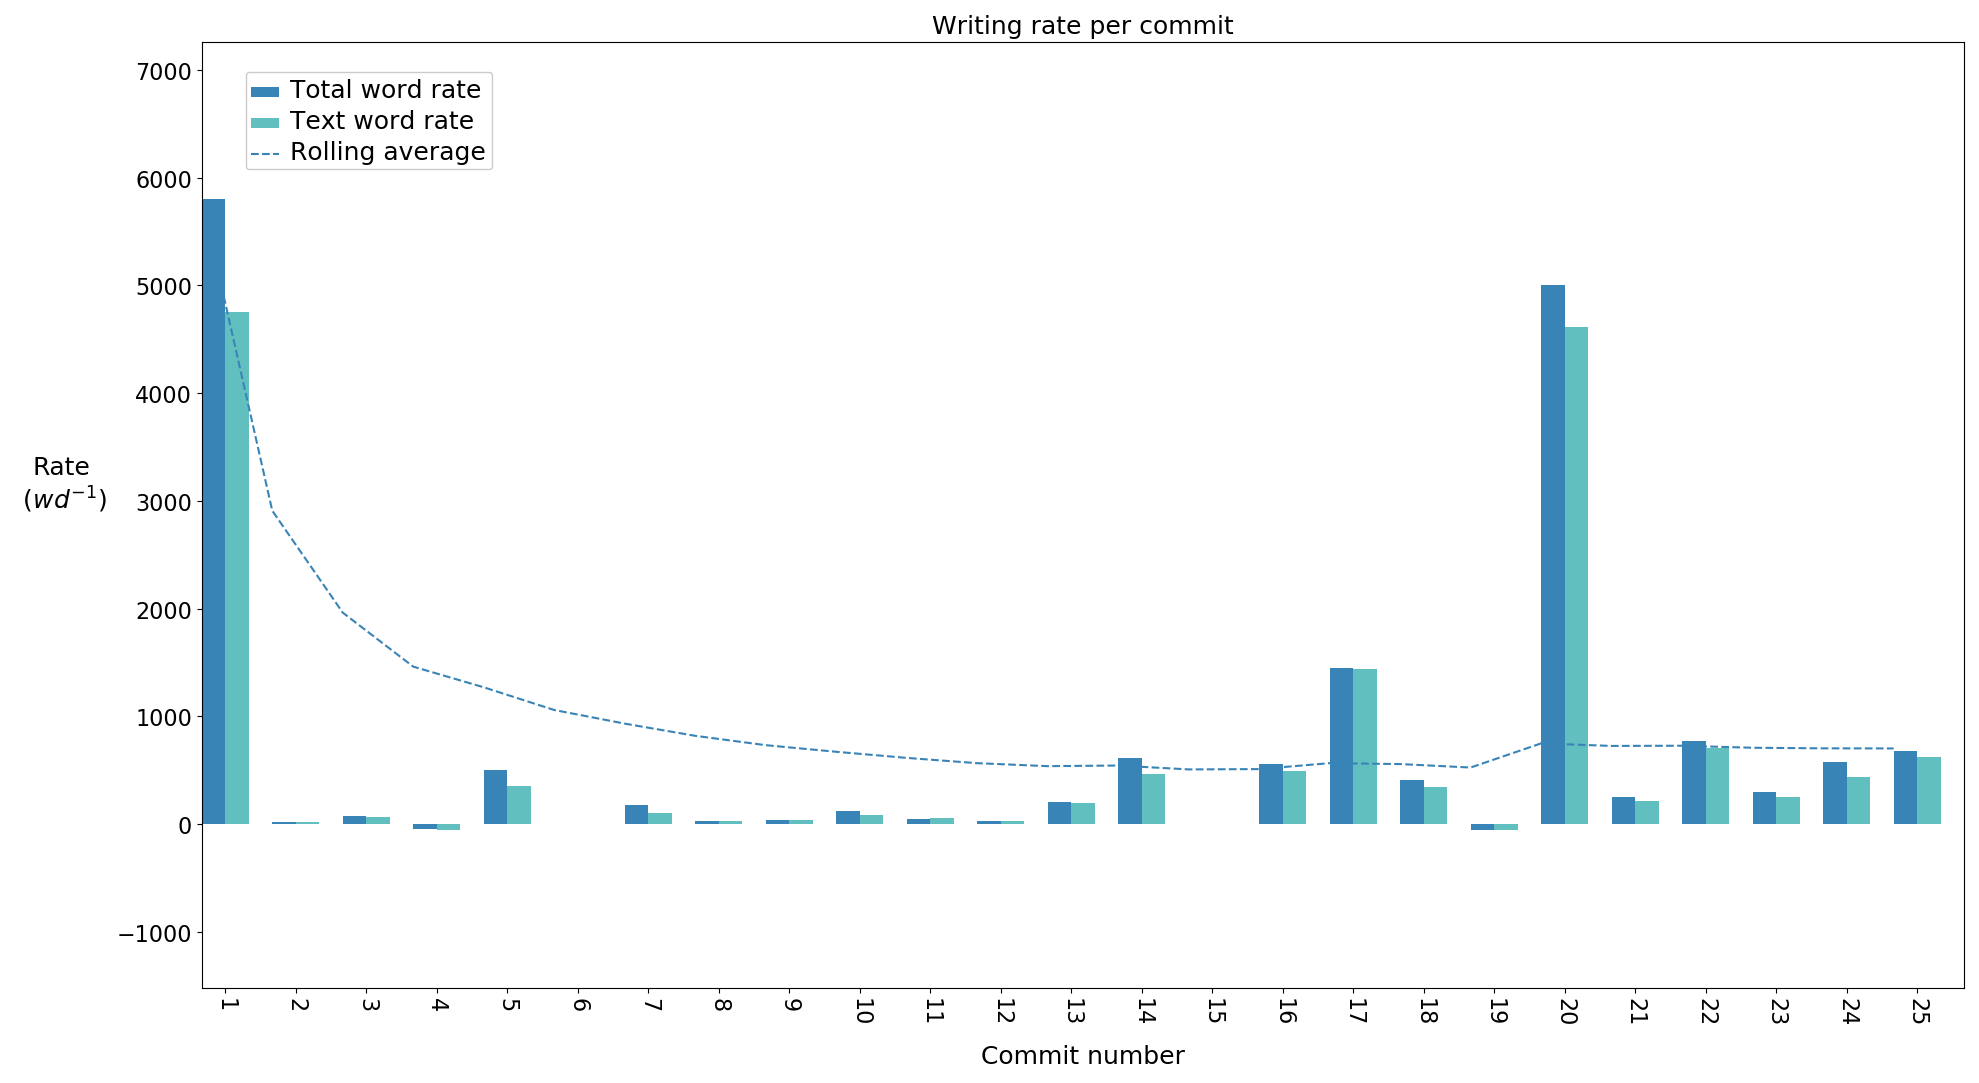 Writing rate per commit
Total word rate
Text word rate
Rolling average
7000
6000
5000
4000
3000
2000
1000
0
−1000
Rate
(wd⁻¹)
1 2 3 4 5 6 7 8 9 10 11 12 13 14 15 16 17 18 19 20 21 22 23 24 25
Commit number